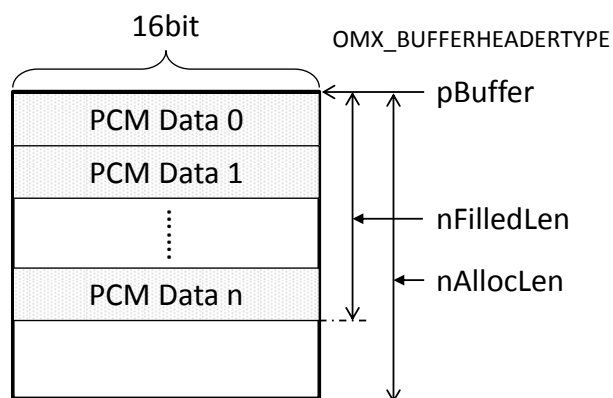 16bit
OMX_BUFFERHEADERTYPE
pBuffer
PCM Data 0
PCM Data 1
nFilledLen
PCM Data n
nAllocLen